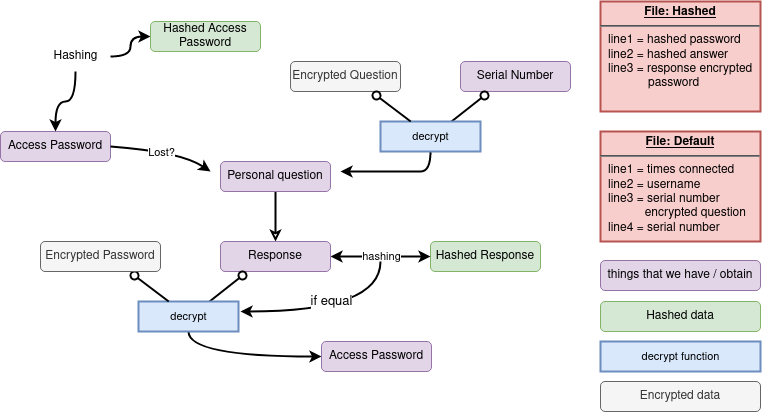 Hashed Access
Password
Hashing
Encrypted Question
Serial Number
decrypt
Access Password
Lost?
Personal question
Encrypted Password
Response
hashing
Hashed Response
if equal
decrypt
Access Password
File: Hashed
line1 = hashed password
line2 = hashed answer
line3 = response encrypted
password
File: Default
line1 = times connected
line2 = username
line3 = serial number
encrypted question
line4 = serial number
things that we have / obtain
Hashed data
decrypt function
Encrypted data